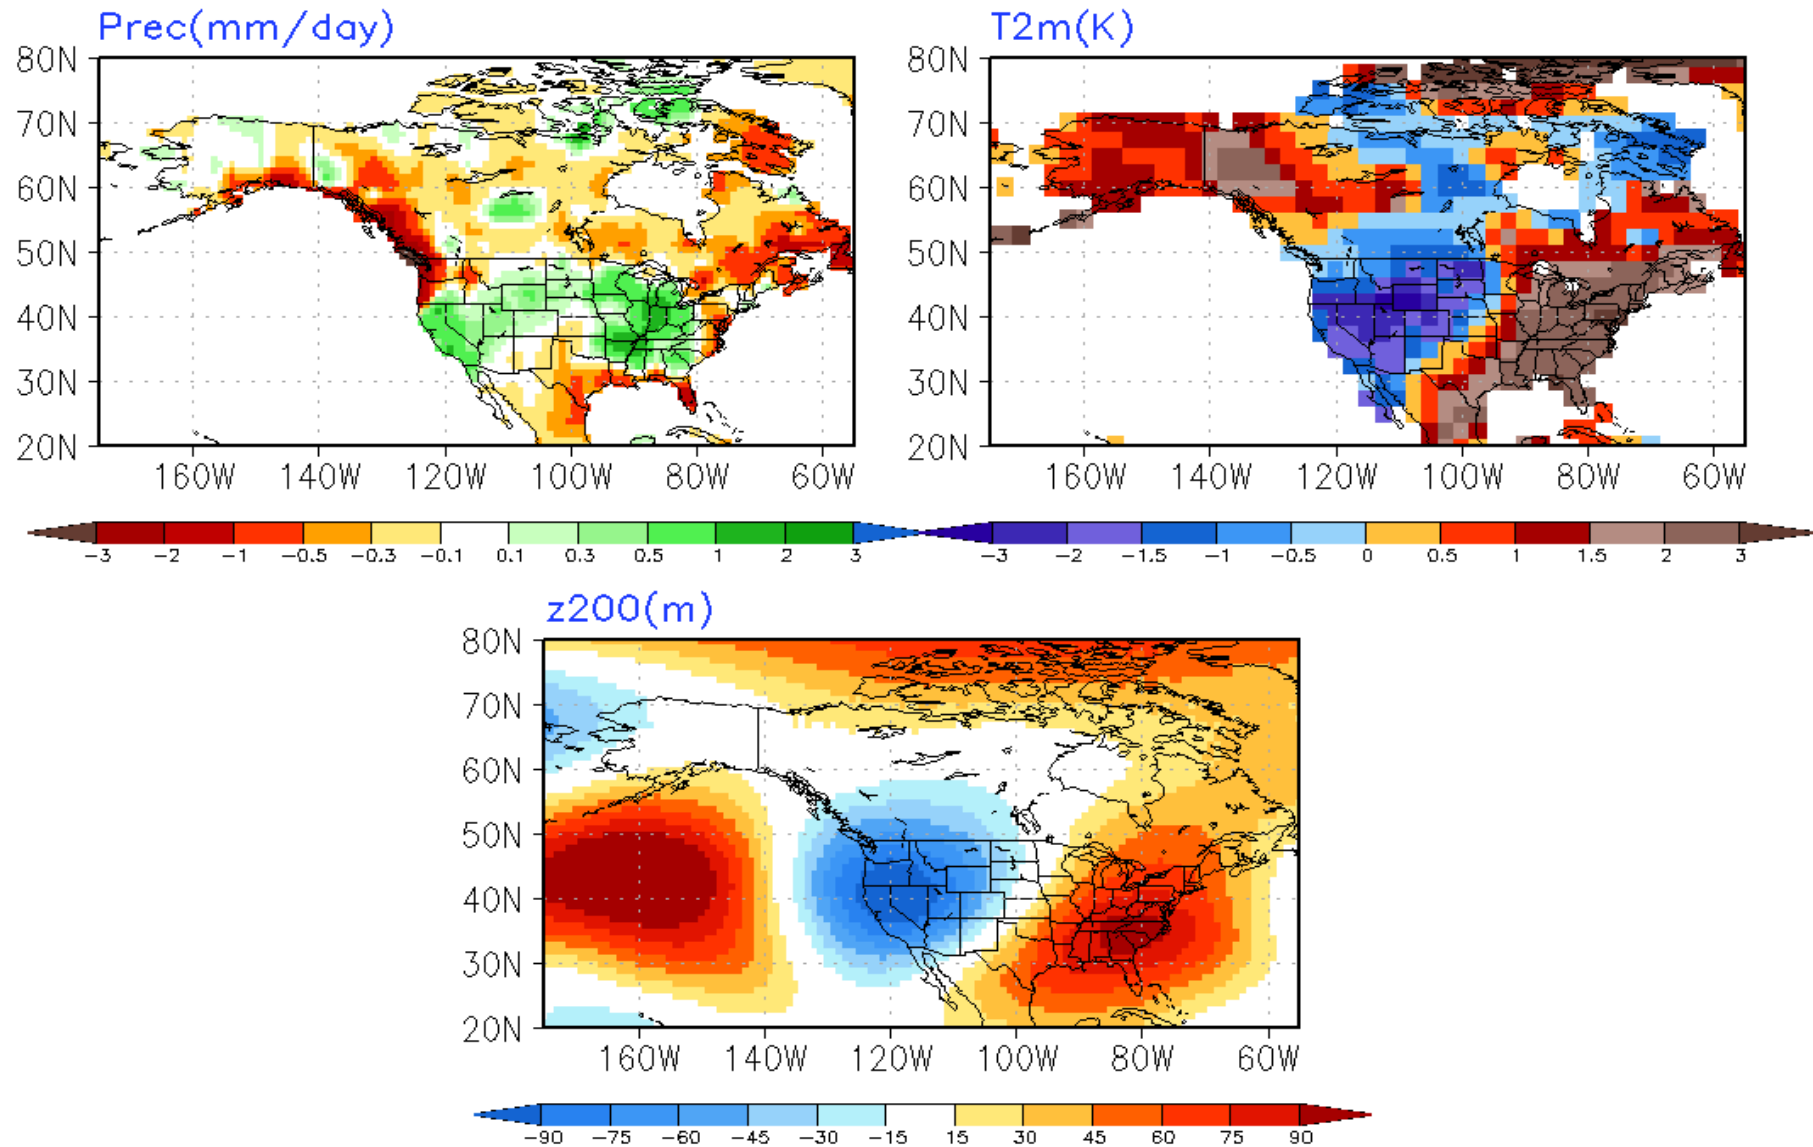 Prec(mm/day)
T2m(K)
80N
70N
60N
50N
40N
30N
20N
160W 140W 120W 100W 80W 60W
80N
70N
60N
50N
40N
30N
20N
160W 140W 120W 100W 80W 60W
-3 -2 -1 -0.5 -0.3 -0.1 0.1 0.3 0.5 1 2 3
-3 -2 -1.5 -1 -0.5 0 0.5 1 1.5 2 3
z200(m)
80N
70N
60N
50N
40N
30N
20N
160W 140W 120W 100W 80W 60W
-90 -75 -60 -45 -30 -15 15 30 45 60 75 90